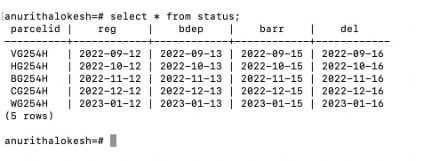 anurithalokesh=# select * from status;
parcelid | reg | bdep | barr | del
----------+------------+------------+------------+------------
VG254H | 2022-09-12 | 2022-09-13 | 2022-09-15 | 2022-09-16
HG254H | 2022-10-12 | 2022-10-13 | 2022-10-15 | 2022-10-16
BG254H | 2022-11-12 | 2022-11-13 | 2022-11-15 | 2022-11-16
CG254H | 2022-12-12 | 2022-12-13 | 2022-12-15 | 2022-12-16
WG254H | 2023-01-12 | 2023-01-13 | 2023-01-15 | 2023-01-16
(5 rows)
anurithalokesh=#